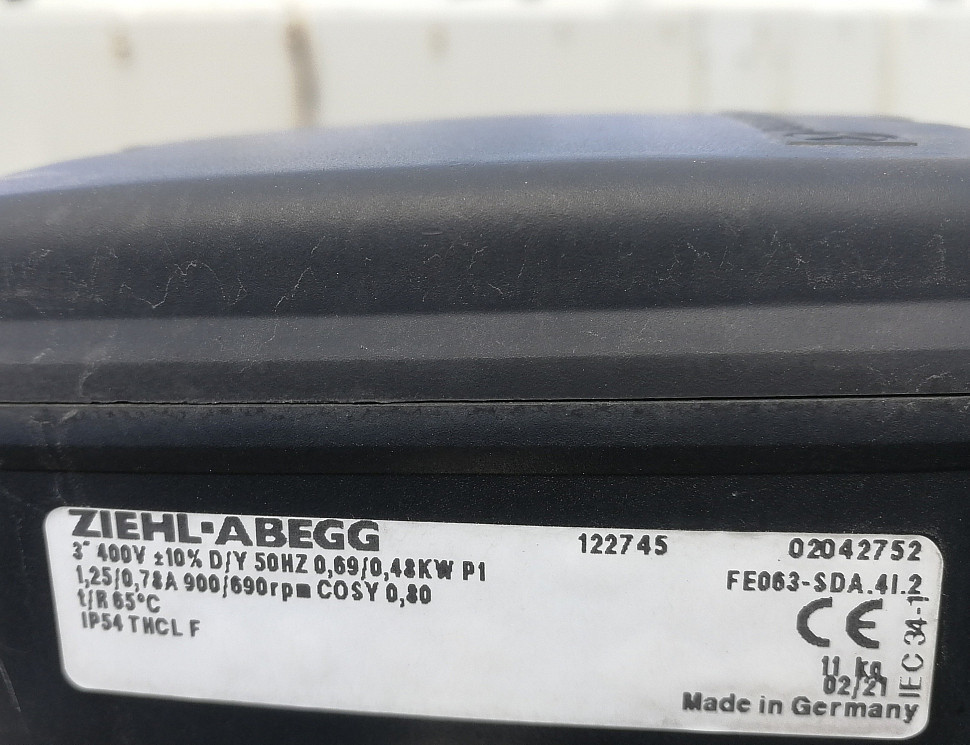 ZIEHL-ABEGG
122745
02042752
3~ 400V ±10% D/Y 50HZ 0,69/0,48KW P1
FE063-SDA.4I.2
1,25/0,78A 900/690rpm COSY 0,80
t/R 65°C
IP54 THCL F
CE
IEC 34-1
11 kg
02/21
Made in Germany